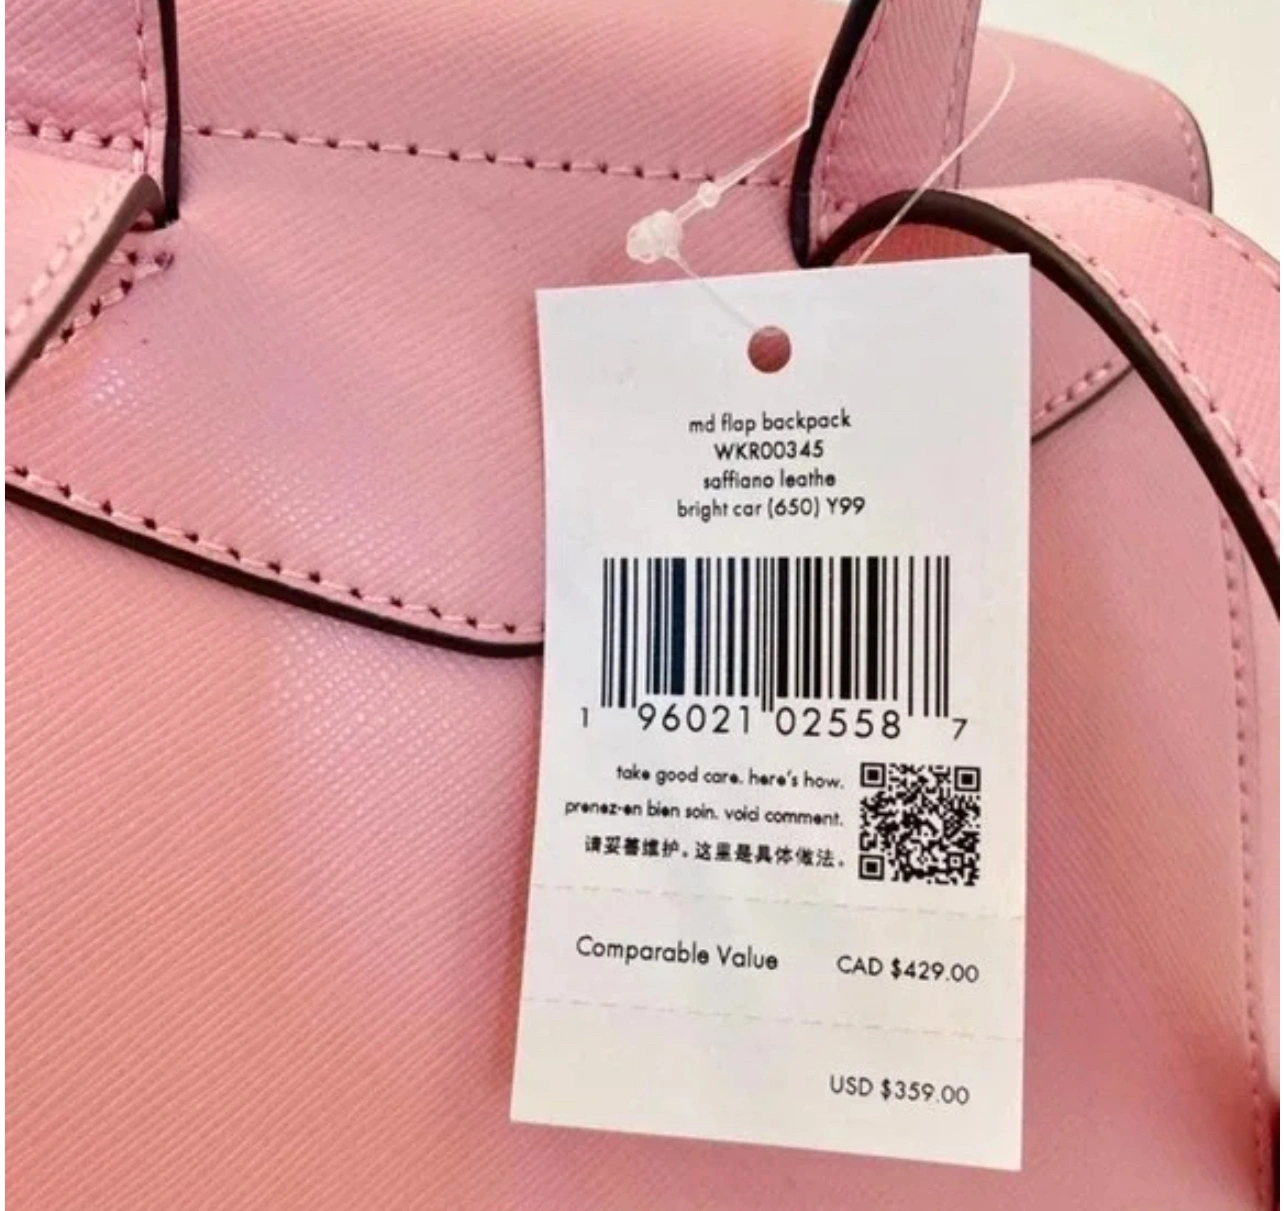 md flap backpack
WKR00345
saffiano leathe
bright car (650) Y99
1 96021 02558 7
take good care. here's how.
prenez-en bien soin. voici comment.
请妥善维护。这里是具体做法。
Comparable Value CAD $429.00
USD $359.00